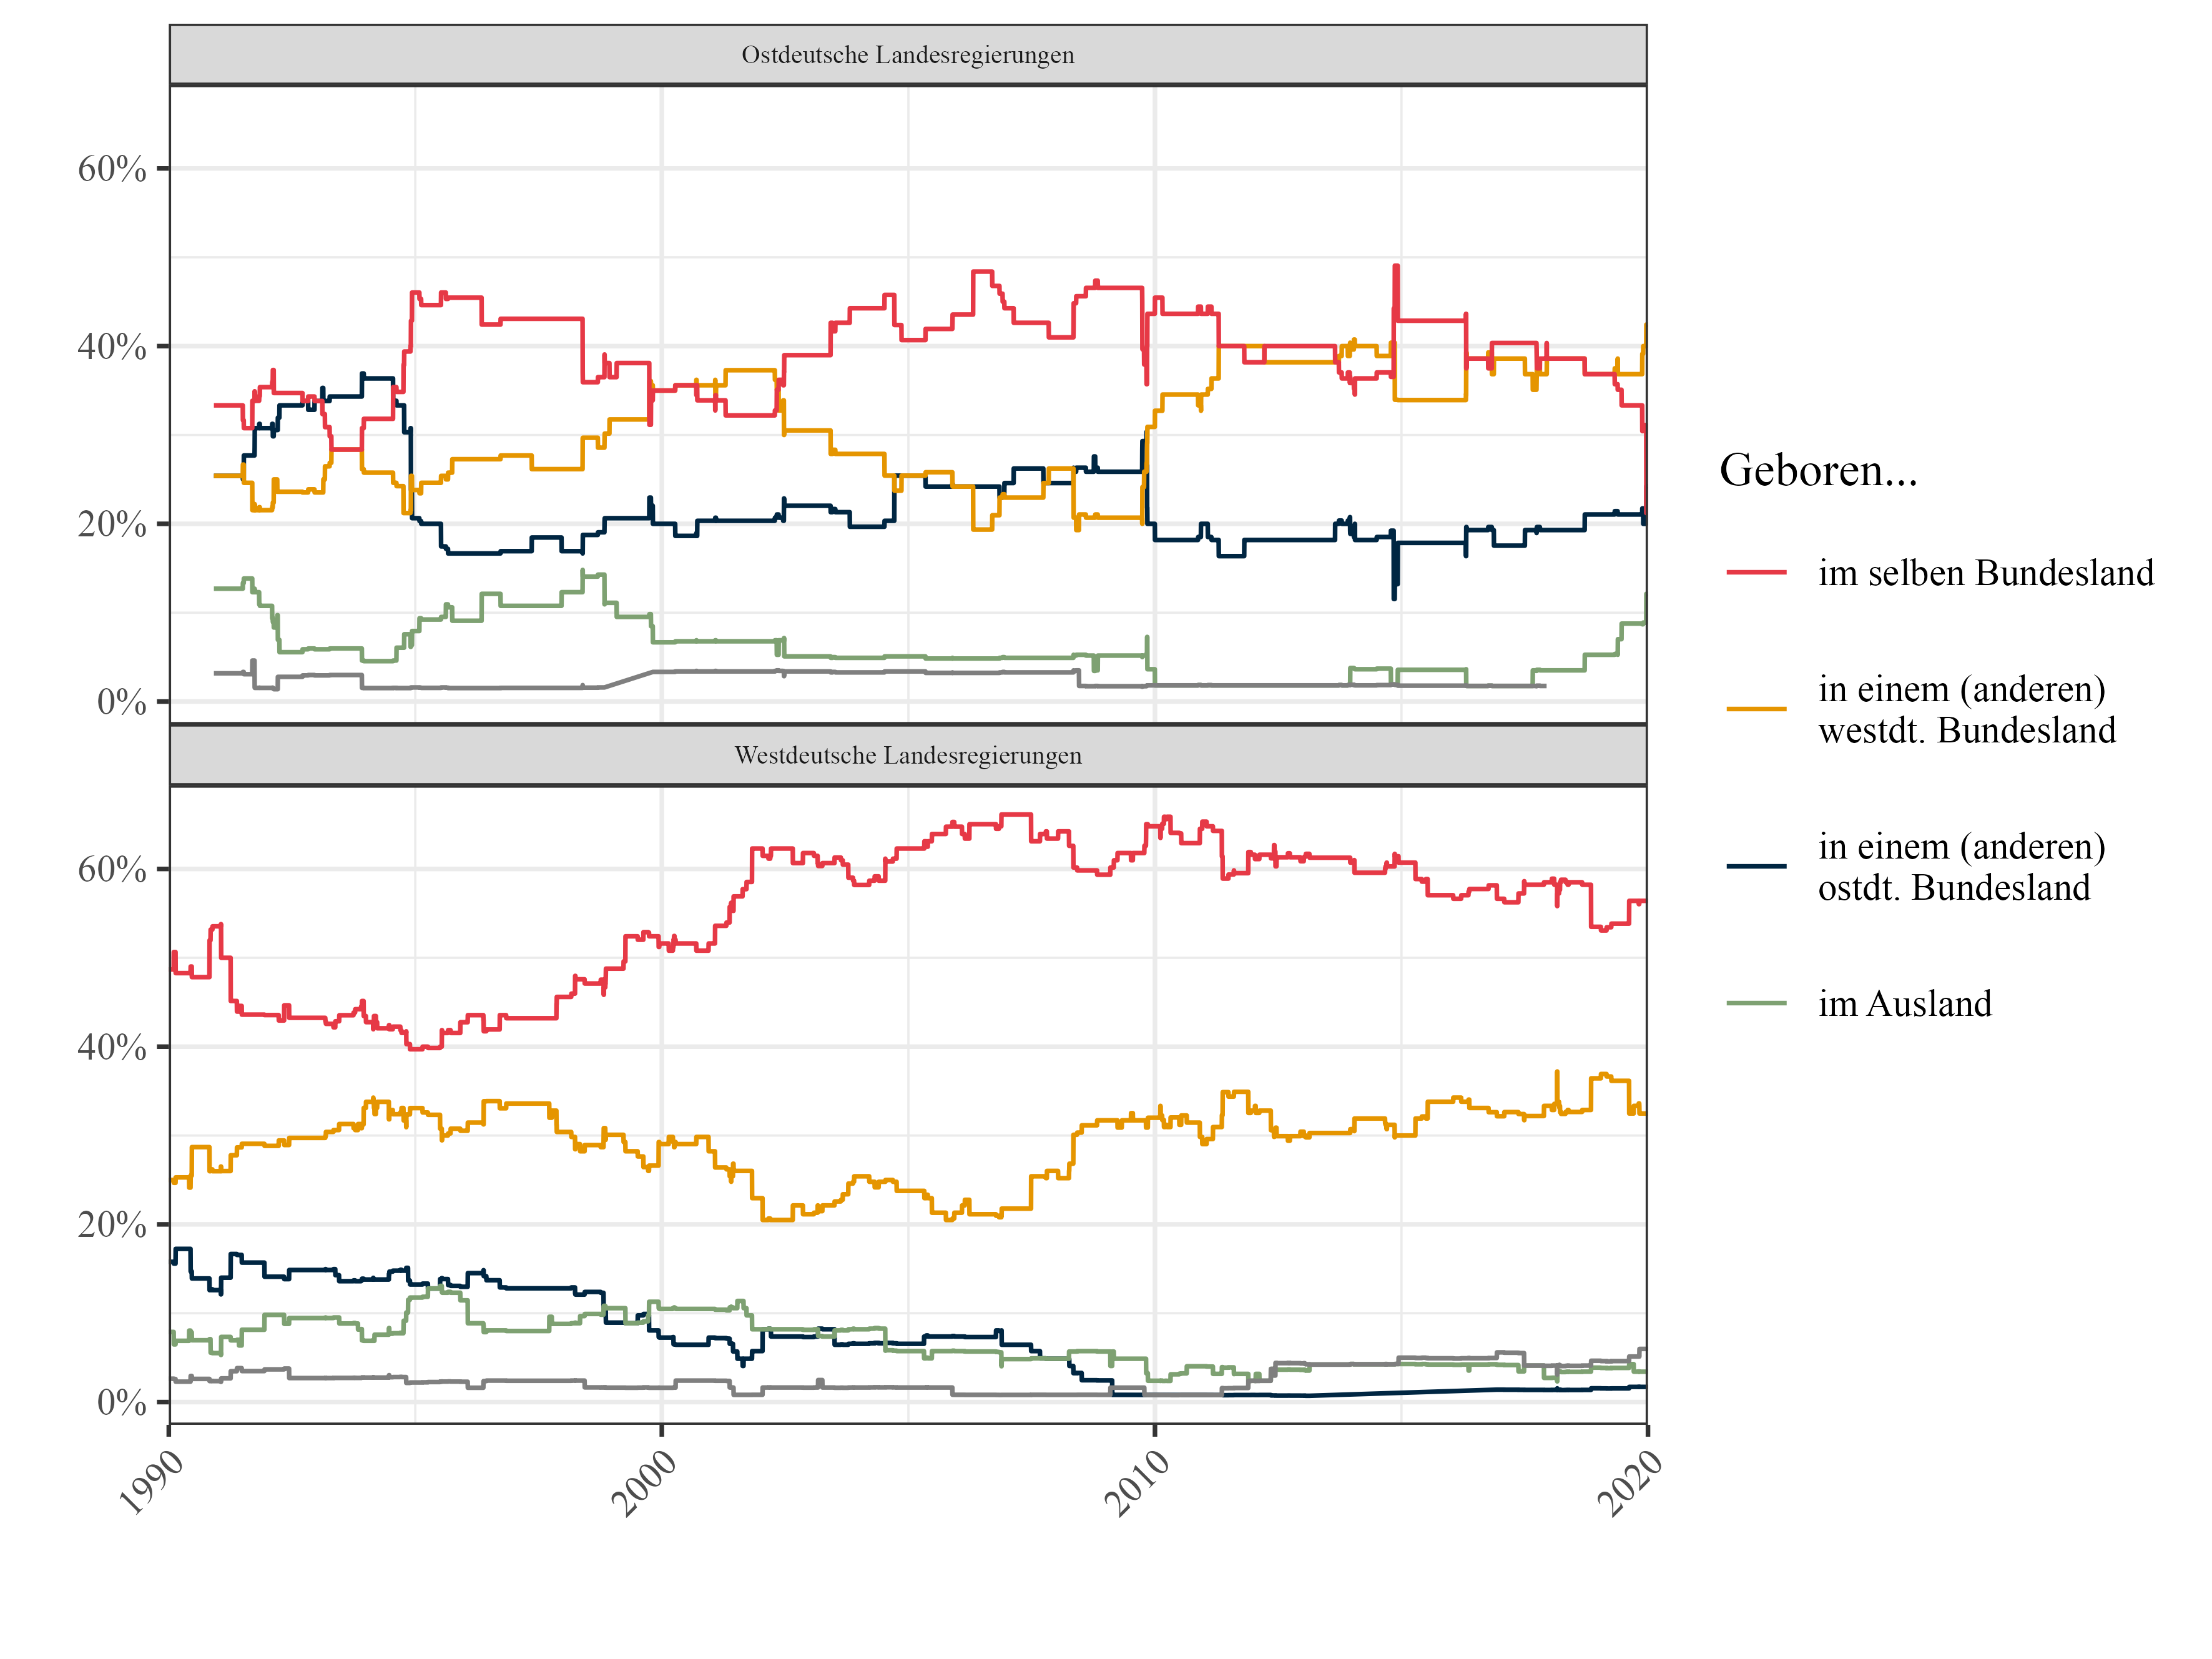 Ostdeutsche Landesregierungen
60%
40%
20%
0%
Westdeutsche Landesregierungen
60%
40%
20%
0%
1990
2000
2010
2020
Geboren...
im selben Bundesland
in einem (anderen)
westdt. Bundesland
in einem (anderen)
ostdt. Bundesland
im Ausland